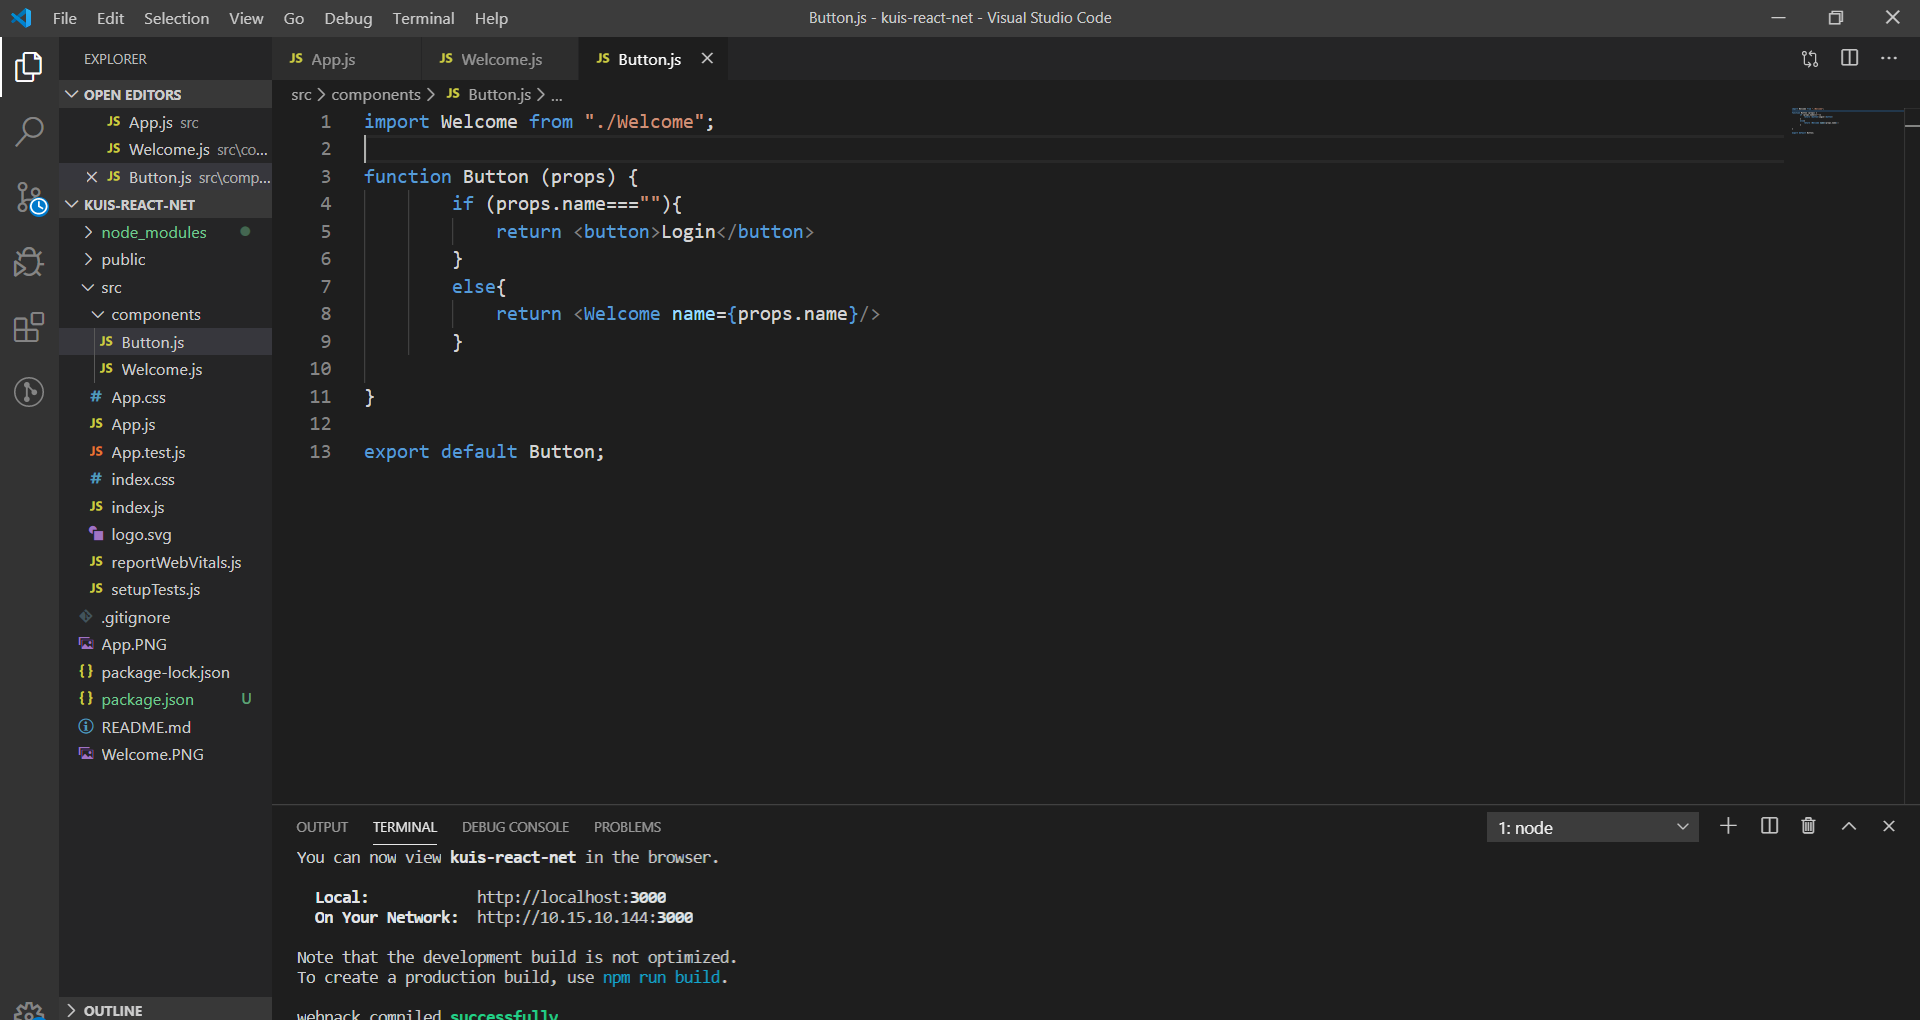 File Edit Selection View Go Debug Terminal Help
Button.js - kuis-react-net - Visual Studio Code
EXPLORER
OPEN EDITORS
JS App.js src
JS Welcome.js src\co...
JS Button.js src\comp...
KUIS-REACT-NET
node_modules
public
src
components
JS Button.js
JS Welcome.js
# App.css
JS App.js
JS App.test.js
# index.css
JS index.js
logo.svg
JS reportWebVitals.js
JS setupTests.js
.gitignore
App.PNG
{} package-lock.json
{} package.json U
README.md
Welcome.PNG
OUTLINE
JS App.js JS Welcome.js JS Button.js
src > components > JS Button.js > ...
1 import Welcome from "./Welcome";
2
3 function Button (props) {
4 if (props.name===""){
5 return <button>Login</button>
6 }
7 else{
8 return <Welcome name={props.name}/>
9 }
10
11 }
12
13 export default Button;
OUTPUT TERMINAL DEBUG CONSOLE PROBLEMS
1: node
You can now view kuis-react-net in the browser.
Local: http://localhost:3000
On Your Network: http://10.15.10.144:3000
Note that the development build is not optimized.
To create a production build, use npm run build.
webpack compiled successfully